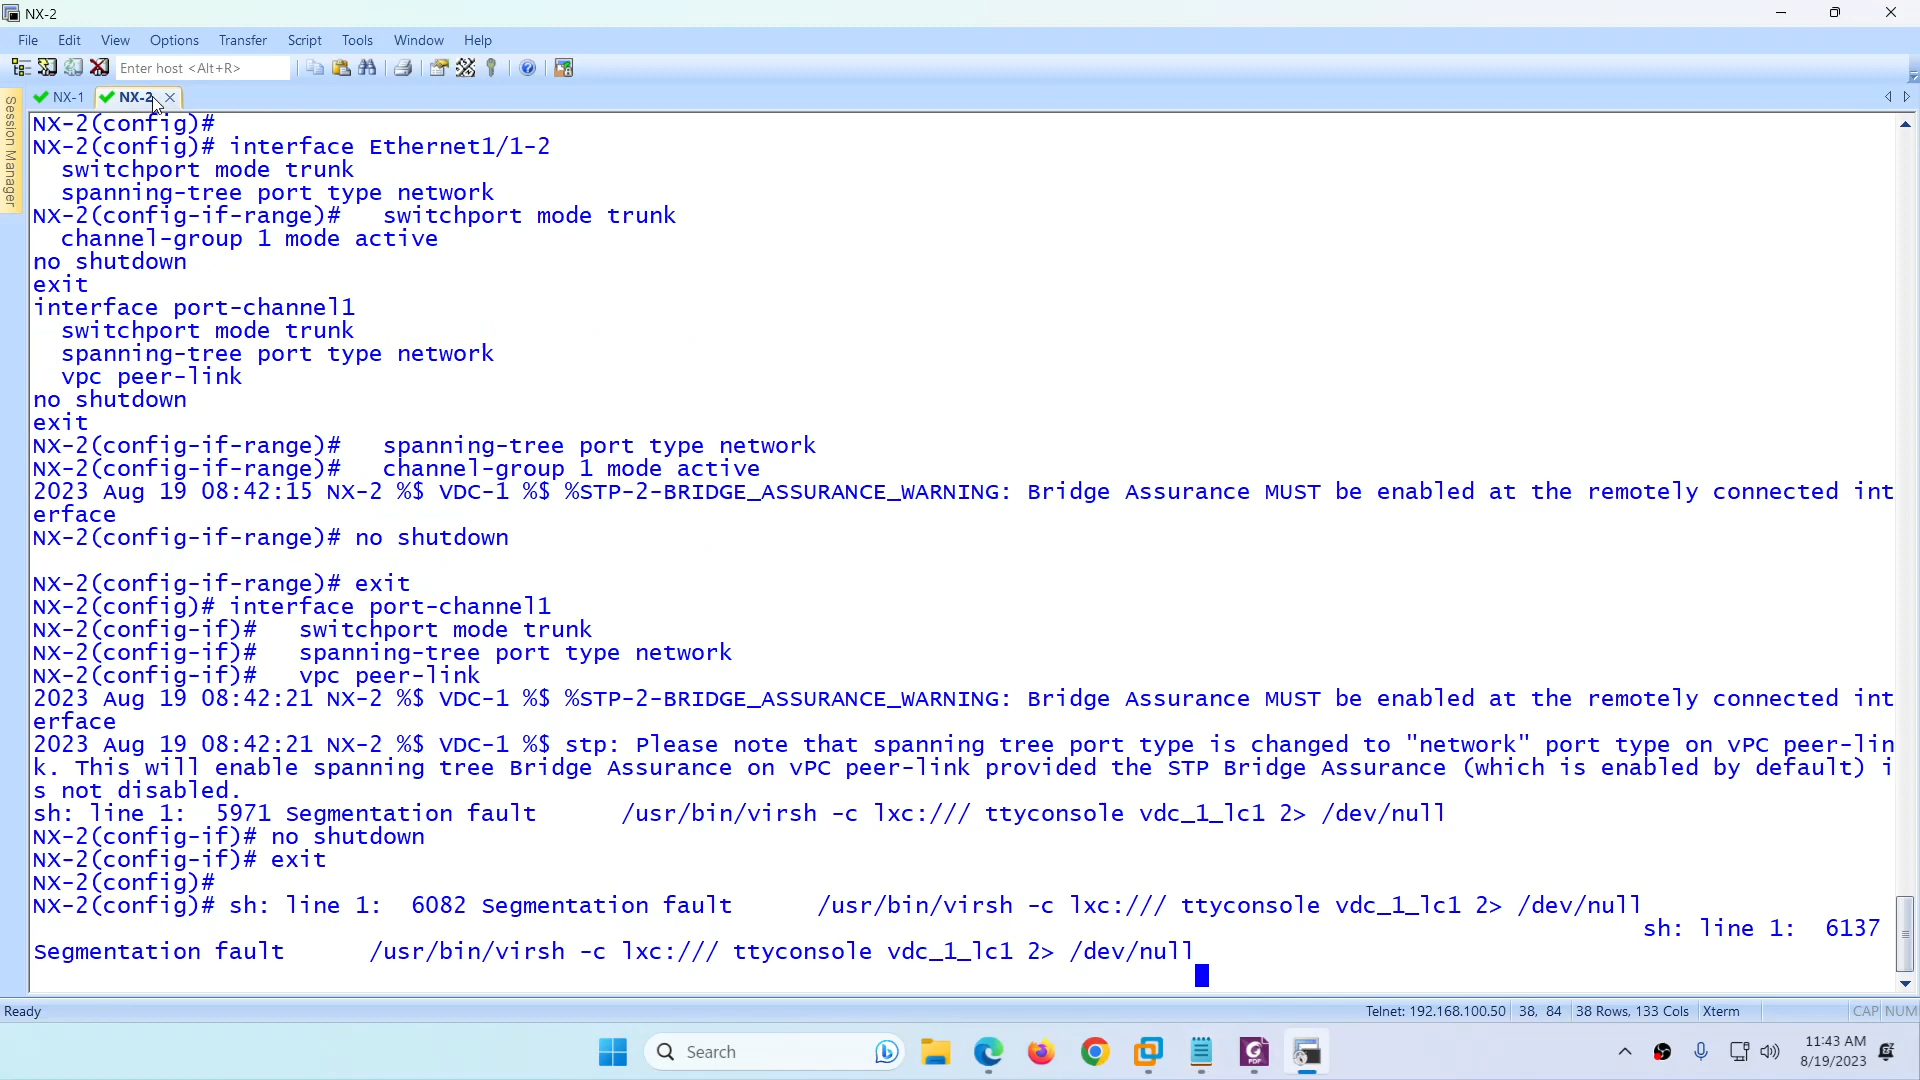 NX-2
File Edit View Options Transfer Script Tools Window Help
Enter host <Alt+R>
NX-1 NX-2
Session Manager
NX-2(config)#
NX-2(config)# interface Ethernet1/1-2
  switchport mode trunk
  spanning-tree port type network
NX-2(config-if-range)#   switchport mode trunk
  channel-group 1 mode active
no shutdown
exit
interface port-channel1
  switchport mode trunk
  spanning-tree port type network
  vpc peer-link
no shutdown
exit
NX-2(config-if-range)#   spanning-tree port type network
NX-2(config-if-range)#   channel-group 1 mode active
2023 Aug 19 08:42:15 NX-2 %$ VDC-1 %$ %STP-2-BRIDGE_ASSURANCE_WARNING: Bridge Assurance MUST be enabled at the remotely connected int
erface
NX-2(config-if-range)# no shutdown
NX-2(config-if-range)# exit
NX-2(config)# interface port-channel1
NX-2(config-if)#   switchport mode trunk
NX-2(config-if)#   spanning-tree port type network
NX-2(config-if)#   vpc peer-link
2023 Aug 19 08:42:21 NX-2 %$ VDC-1 %$ %STP-2-BRIDGE_ASSURANCE_WARNING: Bridge Assurance MUST be enabled at the remotely connected int
erface
2023 Aug 19 08:42:21 NX-2 %$ VDC-1 %$ stp: Please note that spanning tree port type is changed to "network" port type on vPC peer-lin
k. This will enable spanning tree Bridge Assurance on vPC peer-link provided the STP Bridge Assurance (which is enabled by default) i
s not disabled.
sh: line 1:  5971 Segmentation fault      /usr/bin/virsh -c lxc:/// ttyconsole vdc_1_lc1 2> /dev/null
NX-2(config-if)# no shutdown
NX-2(config-if)# exit
NX-2(config)#
NX-2(config)# sh: line 1:  6082 Segmentation fault      /usr/bin/virsh -c lxc:/// ttyconsole vdc_1_lc1 2> /dev/null
sh: line 1:  6137
Segmentation fault      /usr/bin/virsh -c lxc:/// ttyconsole vdc_1_lc1 2> /dev/null
Ready Telnet: 192.168.100.50 38, 84 38 Rows, 133 Cols Xterm CAP NUM
Search
11:43 AM
8/19/2023